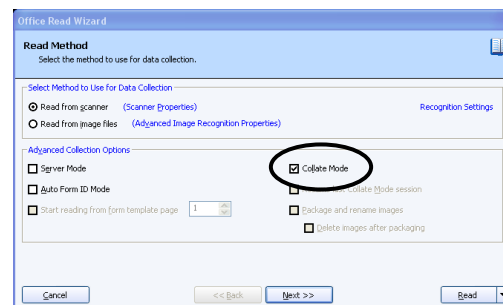 Office Read Wizard
Read Method
Select the method to use for data collection.
Select Method to Use for Data Collection
Read from scanner (Scanner Properties) Recognition Settings
Read from image files (Advanced Image Recognition Properties)
Advanced Collection Options
Server Mode Collate Mode
Auto Form ID Mode Collate Mode session
Start reading from form template page 1 Package and rename images
Delete images after packaging
Cancel << Back Next >> Read